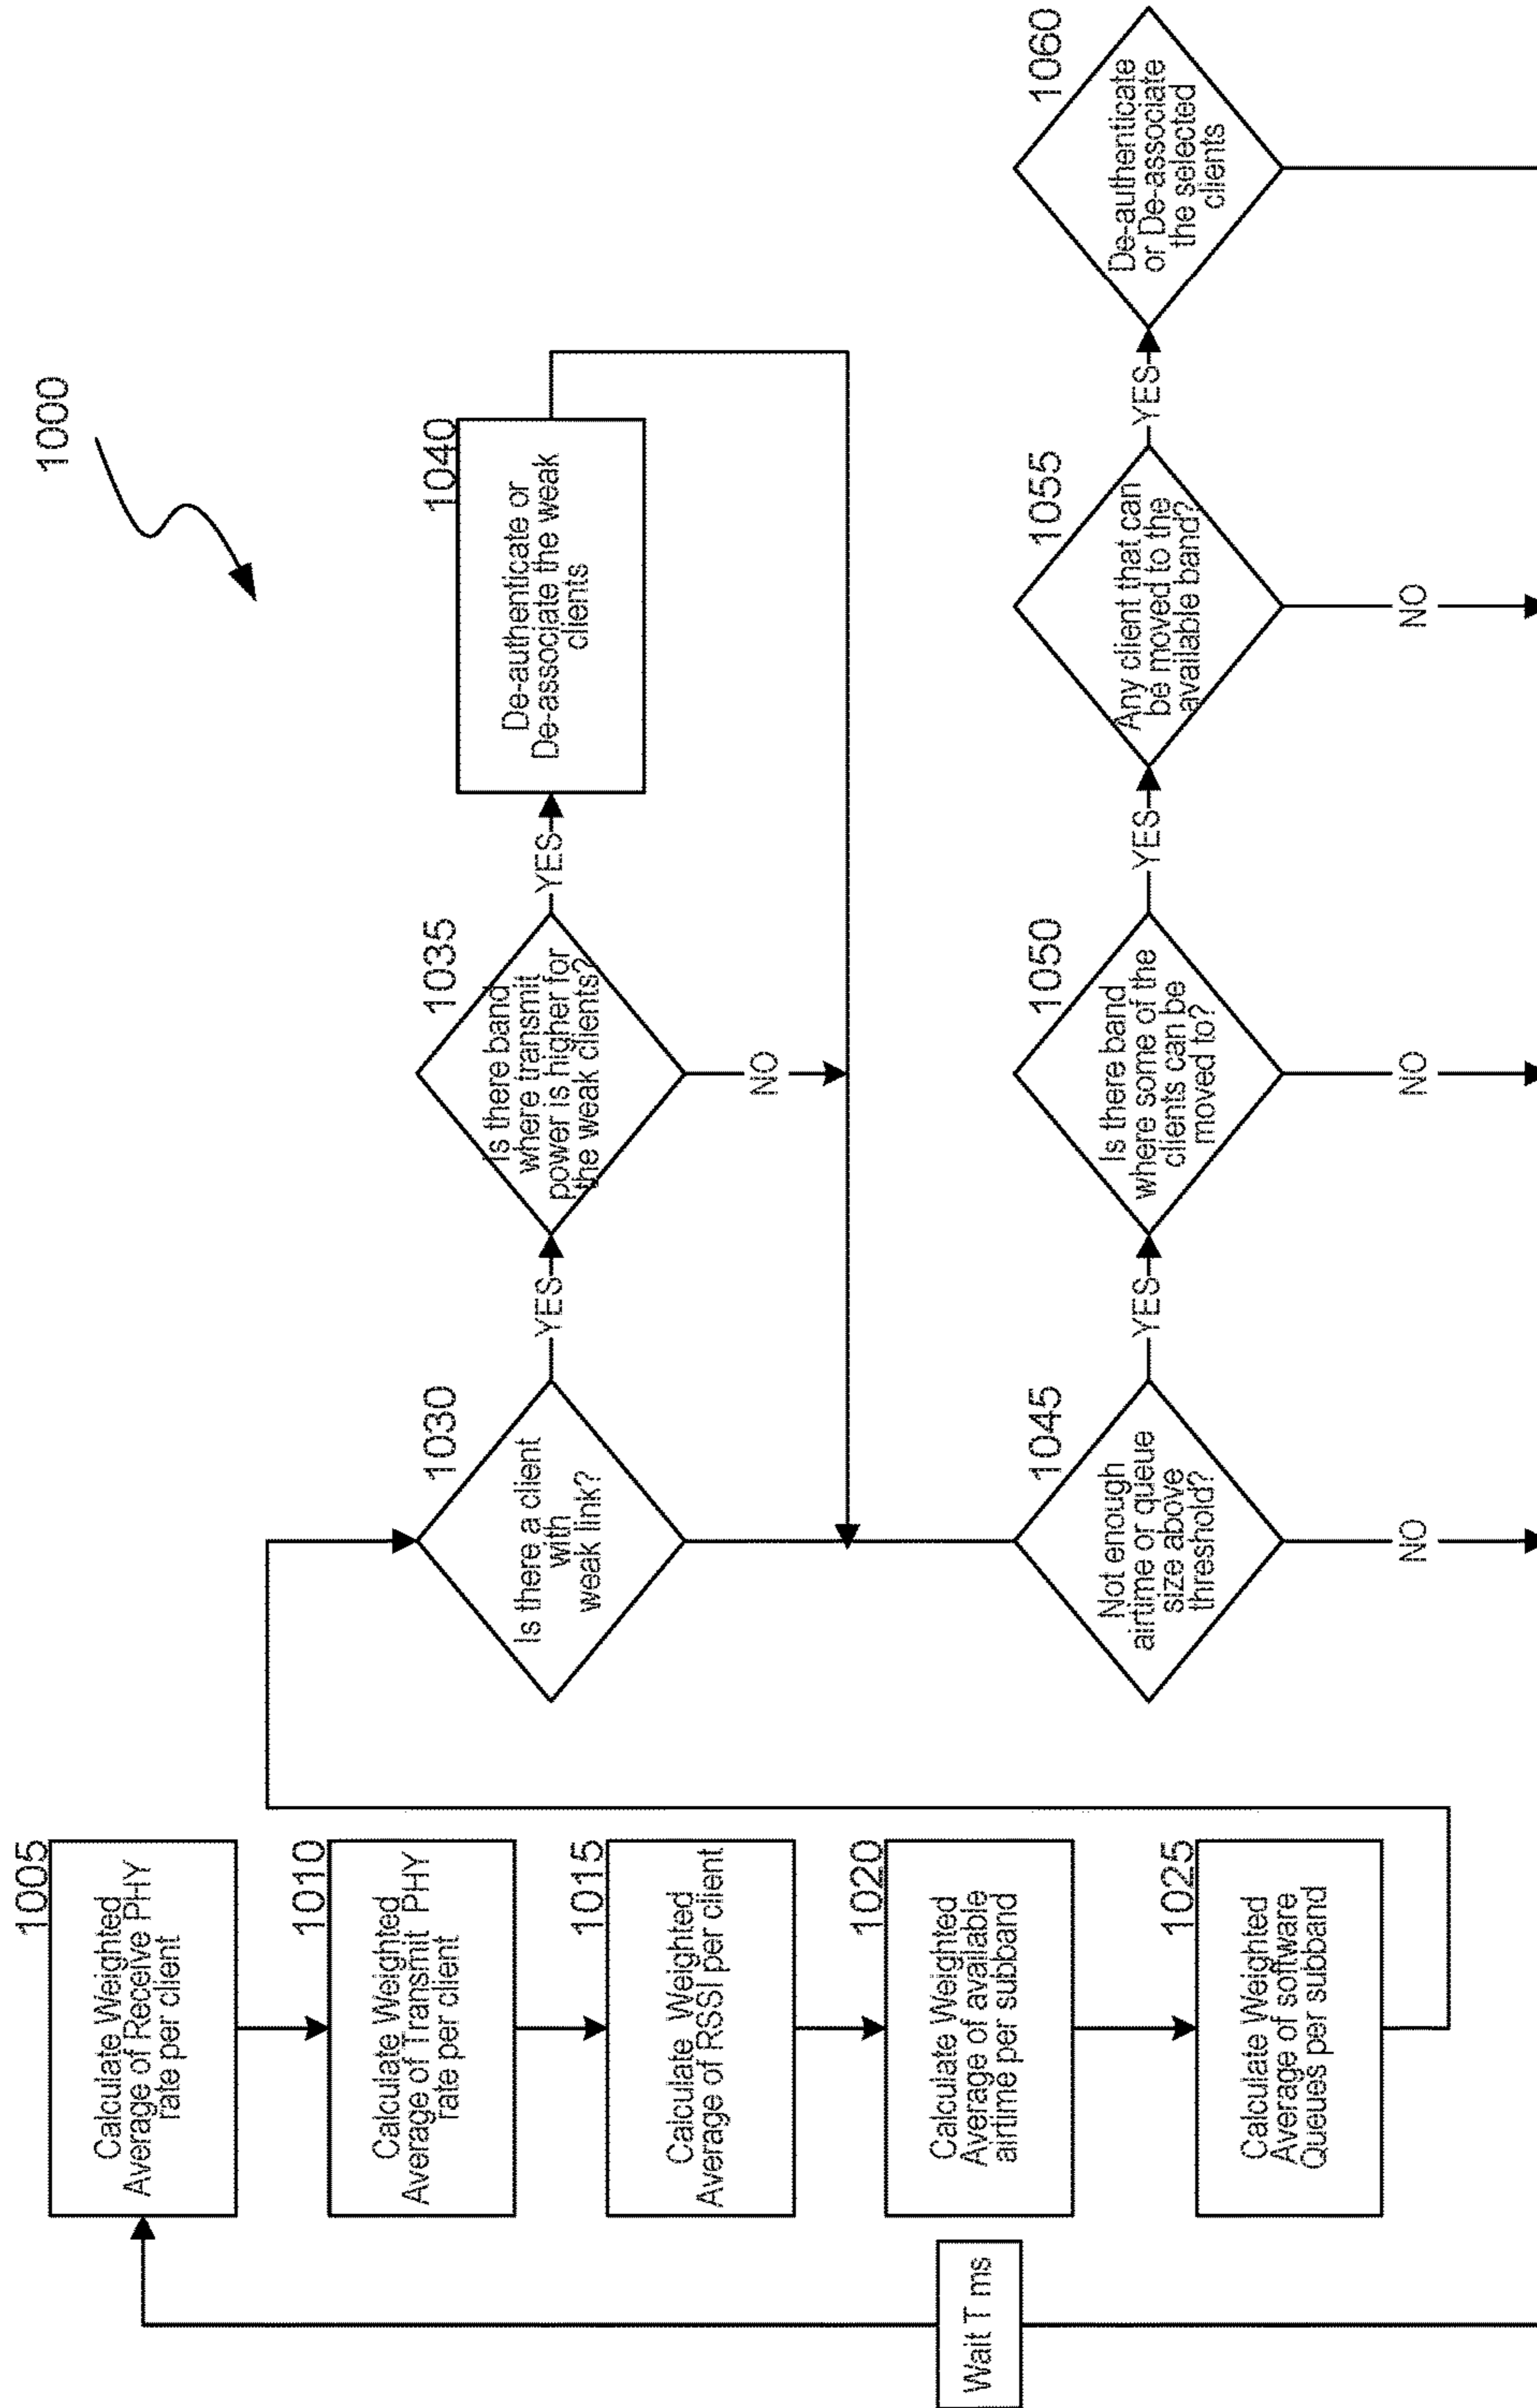 1000
1005
Calculate Weighted
Average of Receive PHY
rate per client
1010
Calculate Weighted
Average of Transmit PHY
rate per client
1015
Calculate Weighted
Average of RSSI per client
1020
Calculate Weighted
Average of available
airtime per subband
1025
Calculate Weighted
Average of software
Queues per subband
Wait T ms
1030
Is there a client
with
weak link?
YES
1035
Is there band
where transmit
power is higher for
the weak clients?
YES
NO
1040
De-authenticate or
De-associate the weak
clients
1045
Not enough
airtime or queue
size above
threshold?
YES
NO
1050
Is there band
where some of the
clients can be
moved to?
YES
NO
1055
Any client that can
be moved to the
available band?
YES
NO
1060
De-authenticate
or De-associate
the selected
clients